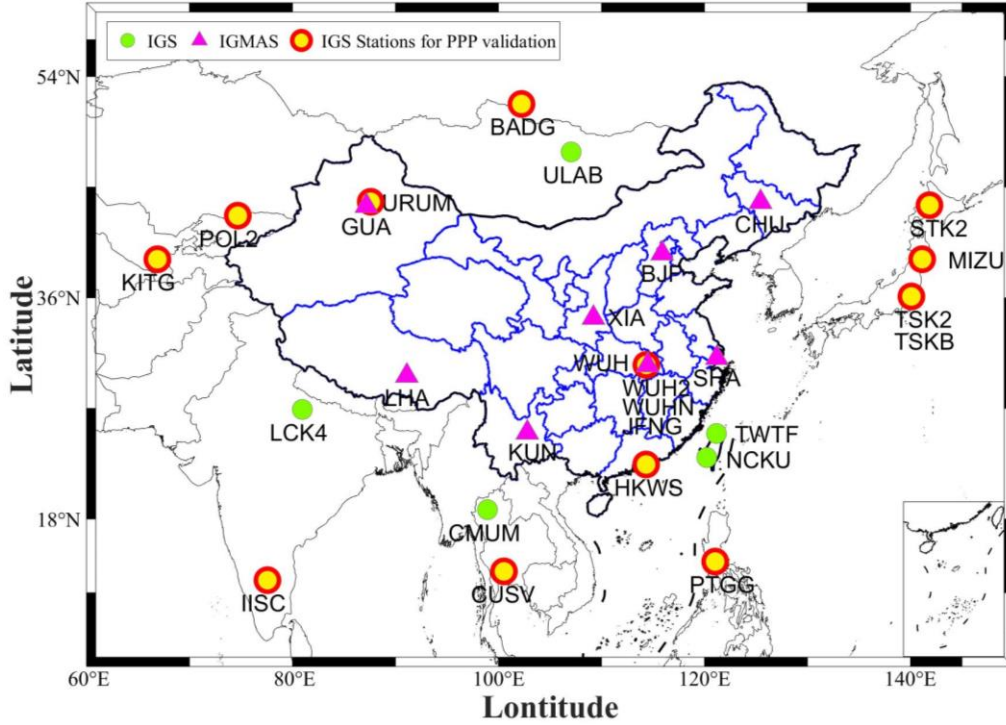 IGS IGMAS IGS Stations for PPP validation
54°N
BADG
ULAB
URUM
GUA
CHU
POL2
STK2
BJF
KITG
MIZU
36°N
XIA
TSK2
TSKB
WUH
SHA
WUH2
LHA
WUHN
JFNG
LCK4
TWTF
KUN
NCKU
HKWS
18°N
CMUM
PTGG
CUSV
IISC
60°E 80°E 100°E 120°E 140°E
Latitude
Lontitude